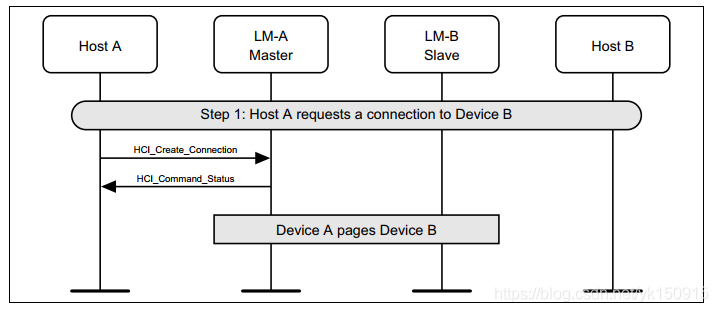 Host A
LM-A
Master
LM-B
Slave
Host B
Step 1: Host A requests a connection to Device B
HCI_Create_Connection
HCI_Command_Status
Device A pages Device B
https://blog.csdn.net/yk150915